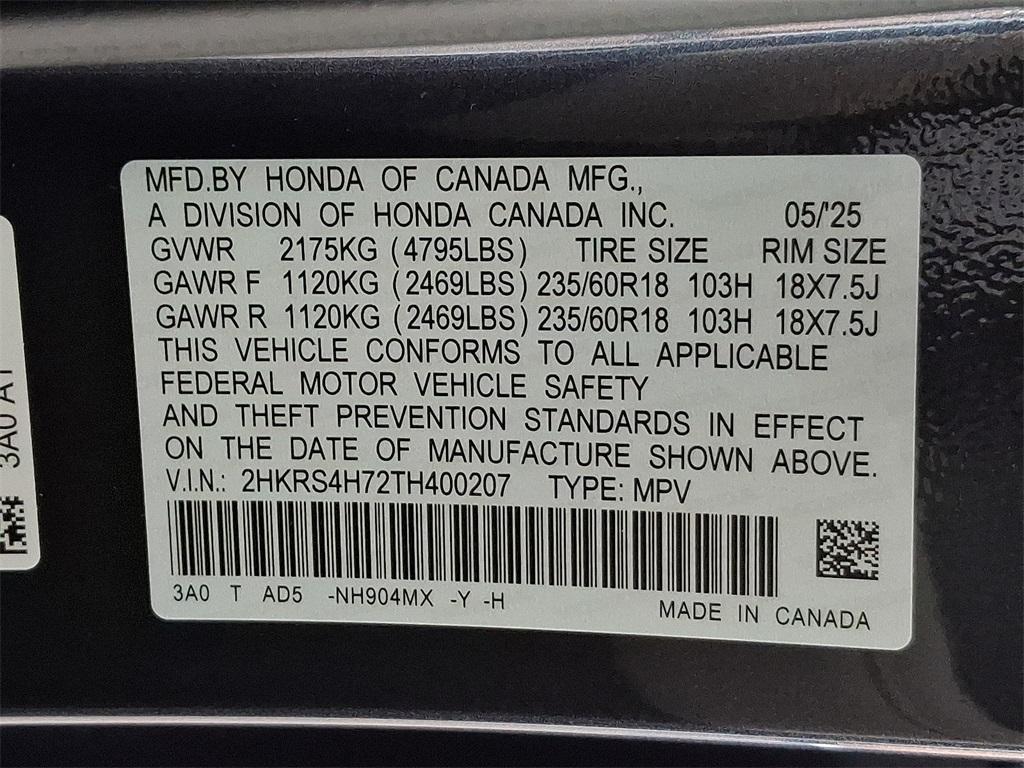 MFD.BY HONDA OF CANADA MFG.,
A DIVISION OF HONDA CANADA INC. 05/'25
GVWR 2175KG (4795LBS) TIRE SIZE RIM SIZE
GAWR F 1120KG (2469LBS) 235/60R18 103H 18X7.5J
GAWR R 1120KG (2469LBS) 235/60R18 103H 18X7.5J
THIS VEHICLE CONFORMS TO ALL APPLICABLE
FEDERAL MOTOR VEHICLE SAFETY
AND THEFT PREVENTION STANDARDS IN EFFECT
ON THE DATE OF MANUFACTURE SHOWN ABOVE.
V.I.N.: 2HKRS4H72TH400207 TYPE: MPV
3A0 T AD5 -NH904MX -Y -H
MADE IN CANADA
3A0 A1